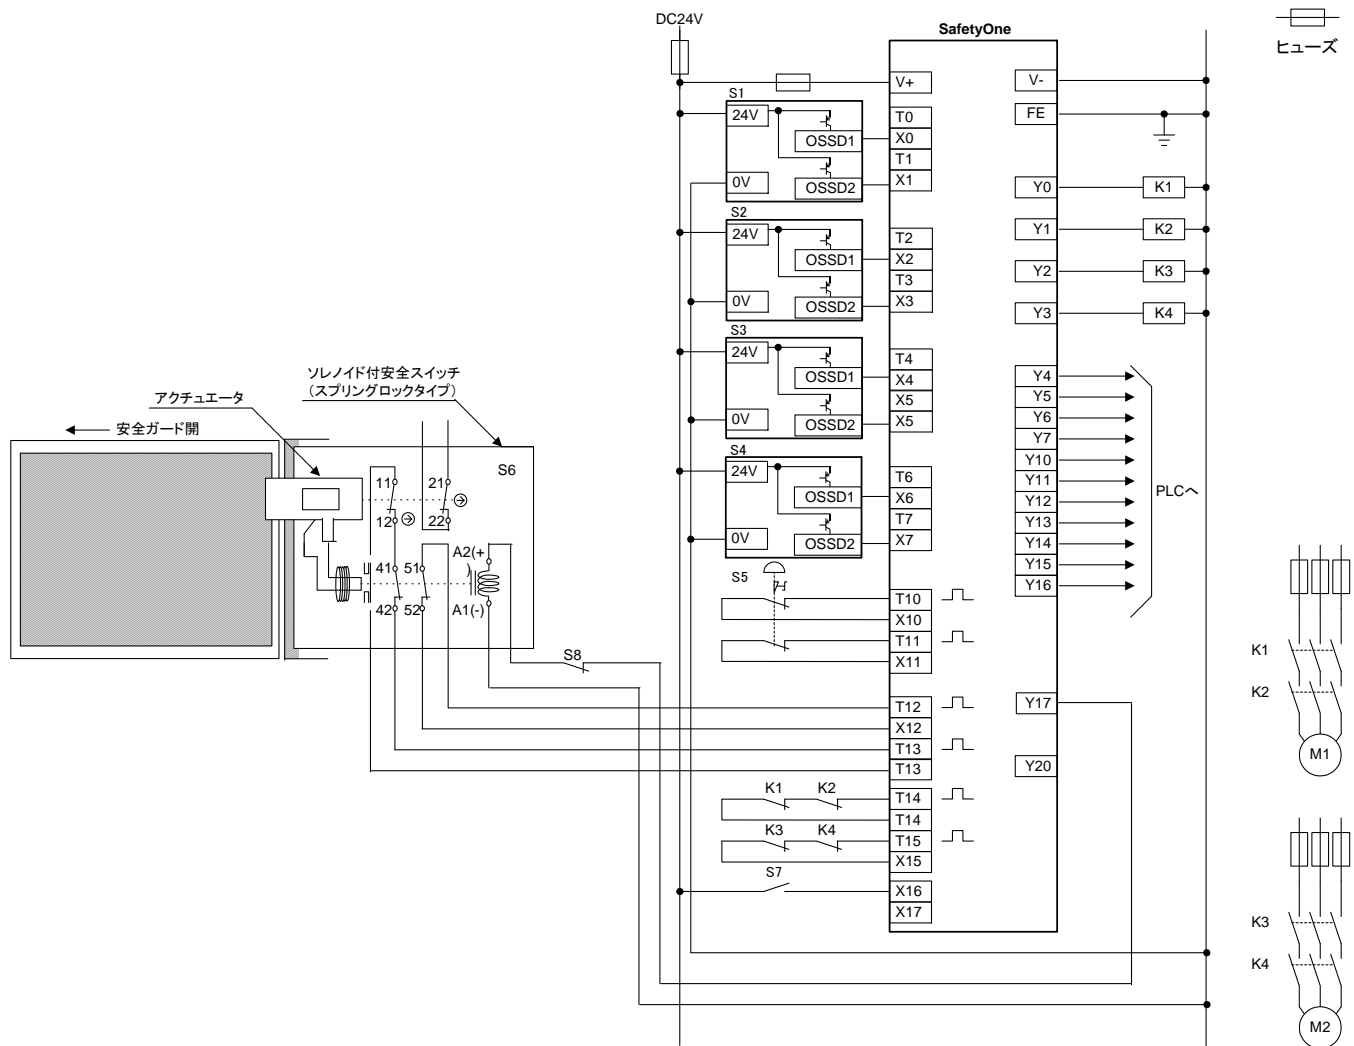 DC24V
SafetyOne
ヒューズ
V+
V-
S1
24V
T0
FE
OSSD1
X0
T1
0V
OSSD2
X1
Y0
K1
S2
24V
T2
Y1
K2
OSSD1
X2
T3
Y2
K3
0V
OSSD2
X3
Y3
K4
S3
24V
T4
OSSD1
X4
Y4
X5
Y5
0V
OSSD2
X5
Y6
Y7
S4
24V
T6
Y10
OSSD1
X6
Y11
T7
Y12
PLCへ
0V
OSSD2
X7
Y13
Y14
Y15
Y16
ソレノイド付安全スイッチ
(スプリングロックタイプ)
アクチュエータ
安全ガード開
S6
11
21
12
22
A2(+
)
41
51
42
52
A1(-)
S5
T10
X10
T11
X11
S8
T12
Y17
X12
T13
T13
Y20
K1
K2
T14
T14
K3
K4
T15
X15
S7
X16
X17
K1
K2
M1
K3
K4
M2